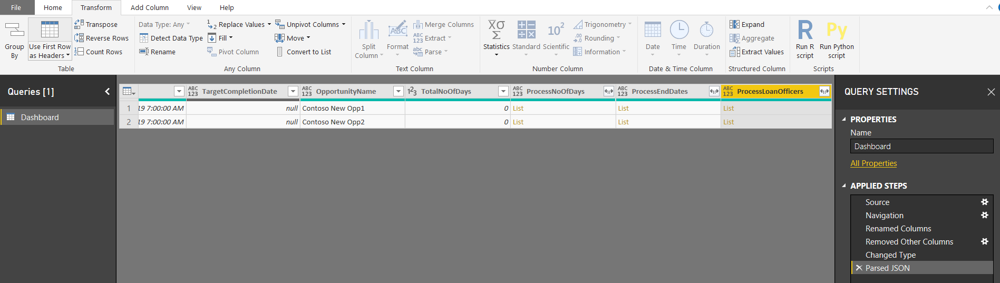 File Home Transform Add Column View Help
Group By
Use First Row as Headers
Transpose
Reverse Rows
Count Rows
Table
Data Type: Any
Detect Data Type
Rename
Replace Values
Fill
Pivot Column
Unpivot Columns
Move
Convert to List
Any Column
Split Column
Format
Merge Columns
Extract
Parse
Text Column
Statistics
Standard
Scientific
Trigonometry
Rounding
Information
Number Column
Date
Time
Duration
Date & Time Column
Expand
Aggregate
Extract Values
Structured Column
R
Run R script
Py
Run Python script
Scripts
Queries [1]
Dashboard
ABC 123 TargetCompletionDate ABC 123 OpportunityName 123 TotalNoOfDays ABC 123 ProcessNoOfDays ABC 123 ProcessEndDates ABC 123 ProcessLoanOfficers
1 19 7:00:00 AM null Contoso New Opp1 0 List List List
2 19 7:00:00 AM null Contoso New Opp2 0 List List List
QUERY SETTINGS
PROPERTIES
Name
Dashboard
All Properties
APPLIED STEPS
Source
Navigation
Renamed Columns
Removed Other Columns
Changed Type
Parsed JSON